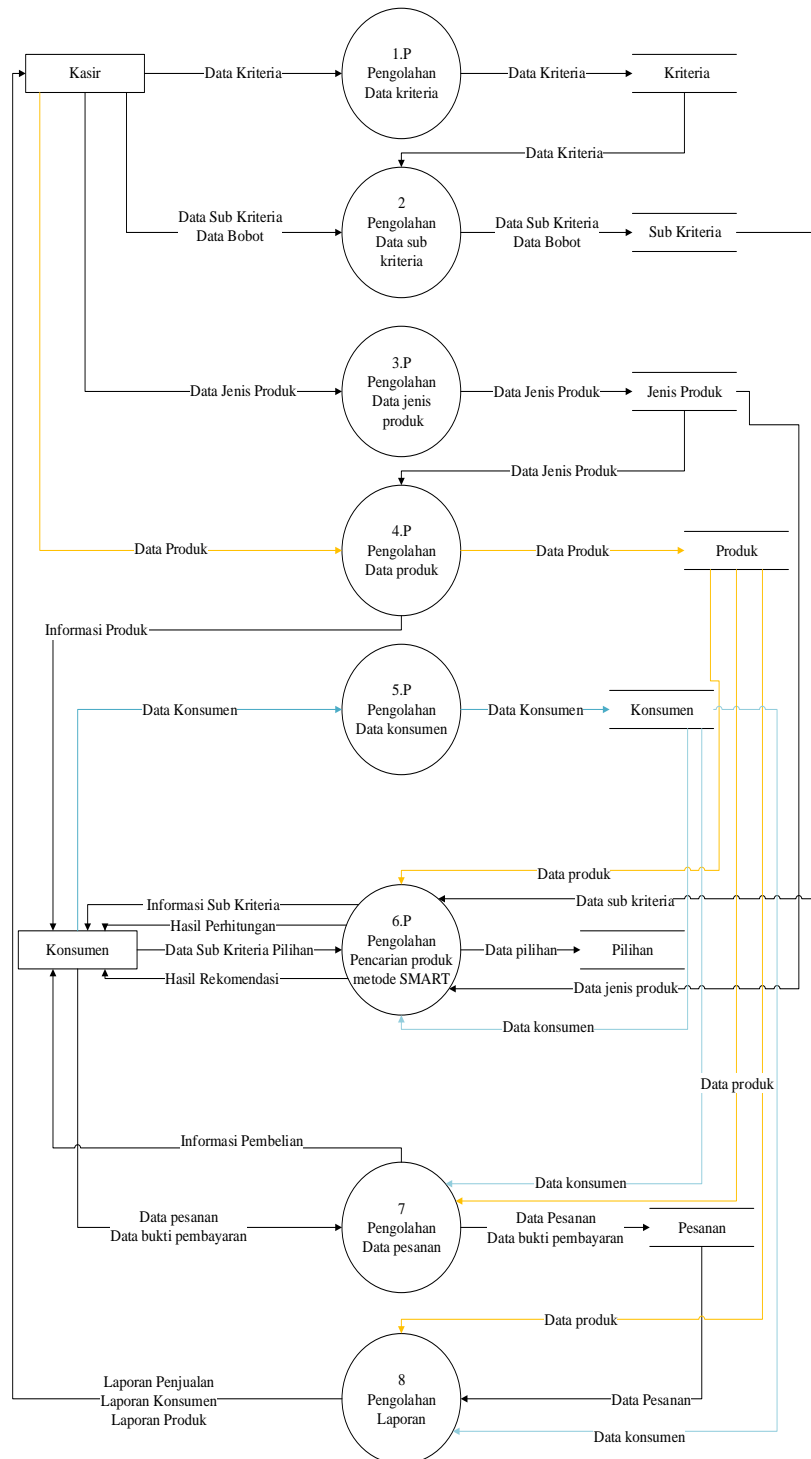 Kasir
Data Kriteria
1.P
Pengolahan
Data kriteria
Data Kriteria
Kriteria
Data Kriteria
Data Sub Kriteria
Data Bobot
2
Pengolahan
Data sub
kriteria
Data Sub Kriteria
Data Bobot
Sub Kriteria
Data Jenis Produk
3.P
Pengolahan
Data jenis
produk
Data Jenis Produk
Jenis Produk
Data Jenis Produk
Data Produk
4.P
Pengolahan
Data produk
Data Produk
Produk
Informasi Produk
Data Konsumen
5.P
Pengolahan
Data konsumen
Data Konsumen
Konsumen
Data produk
Informasi Sub Kriteria
Data sub kriteria
Hasil Perhitungan
Konsumen
Data Sub Kriteria Pilihan
Hasil Rekomendasi
6.P
Pengolahan
Pencarian produk
metode SMART
Data pilihan
Pilihan
Data jenis produk
Data konsumen
Data produk
Informasi Pembelian
Data konsumen
Data pesanan
Data bukti pembayaran
7
Pengolahan
Data pesanan
Data Pesanan
Data bukti pembayaran
Pesanan
Data produk
Laporan Penjualan
Laporan Konsumen
Laporan Produk
8
Pengolahan
Laporan
Data Pesanan
Data konsumen